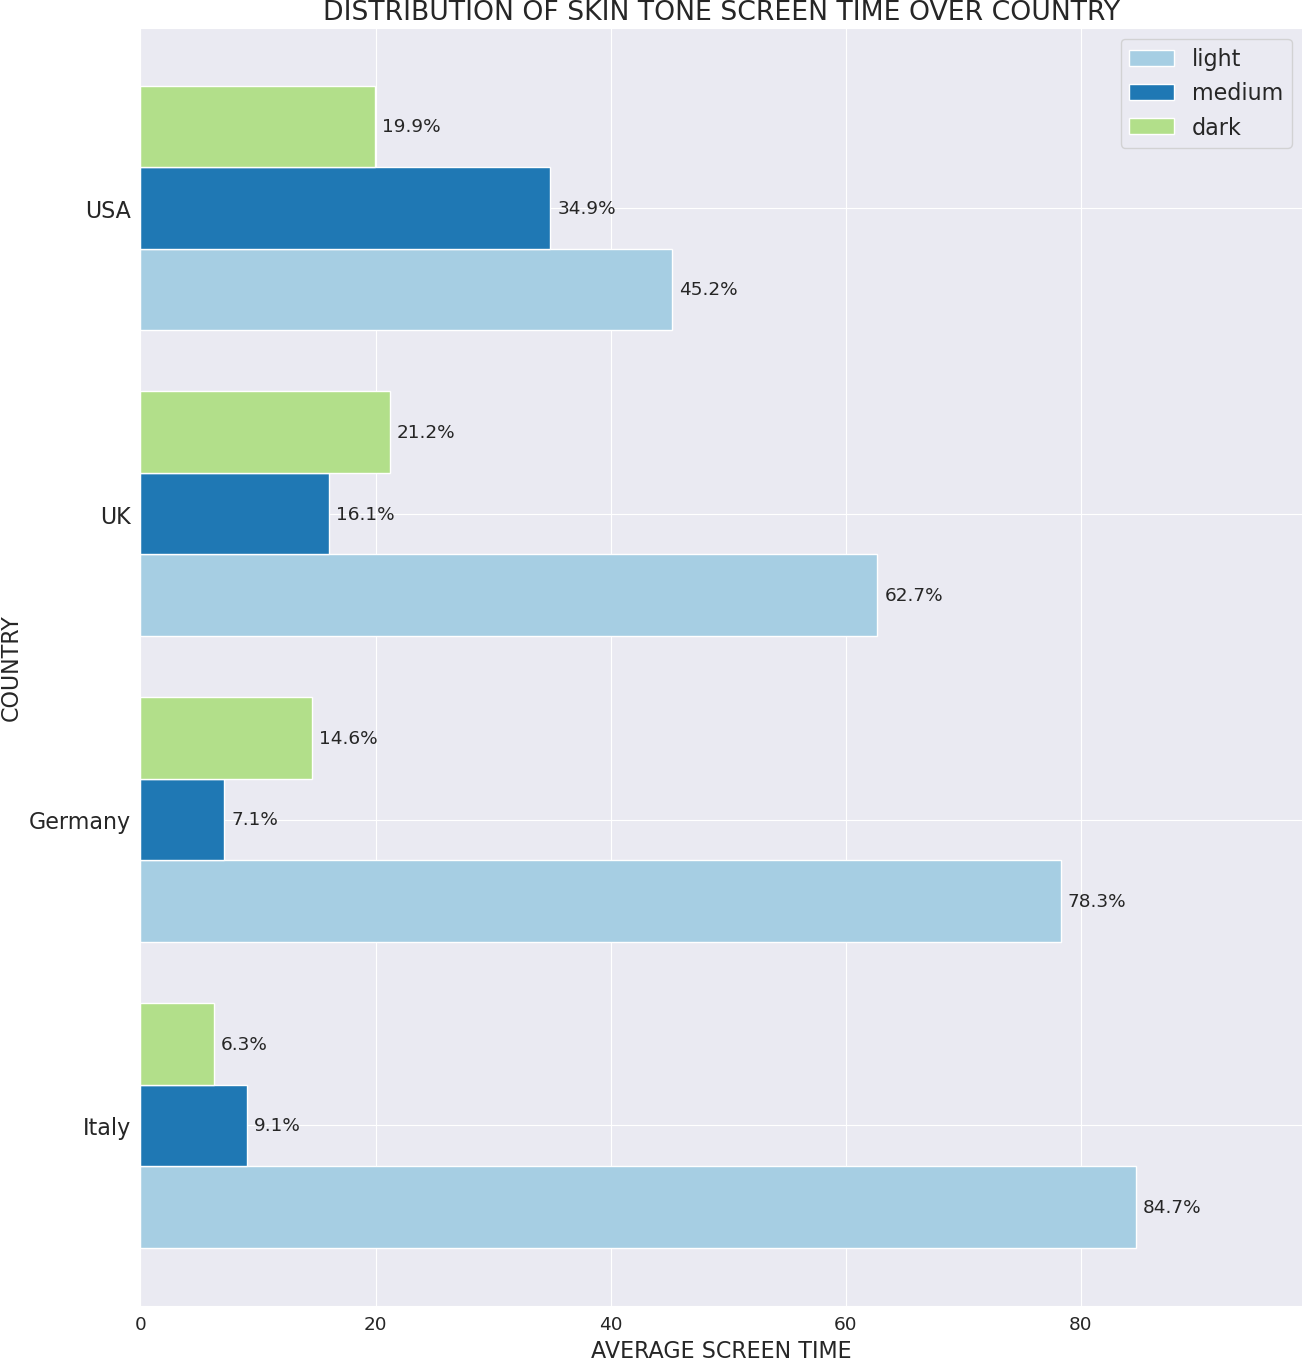 DISTRIBUTION OF SKIN TONE SCREEN TIME OVER COUNTRY
light
medium
dark
19.9%
USA
34.9%
45.2%
21.2%
UK
16.1%
62.7%
COUNTRY
14.6%
Germany
7.1%
78.3%
6.3%
Italy
9.1%
84.7%
0 20 40 60 80
AVERAGE SCREEN TIME